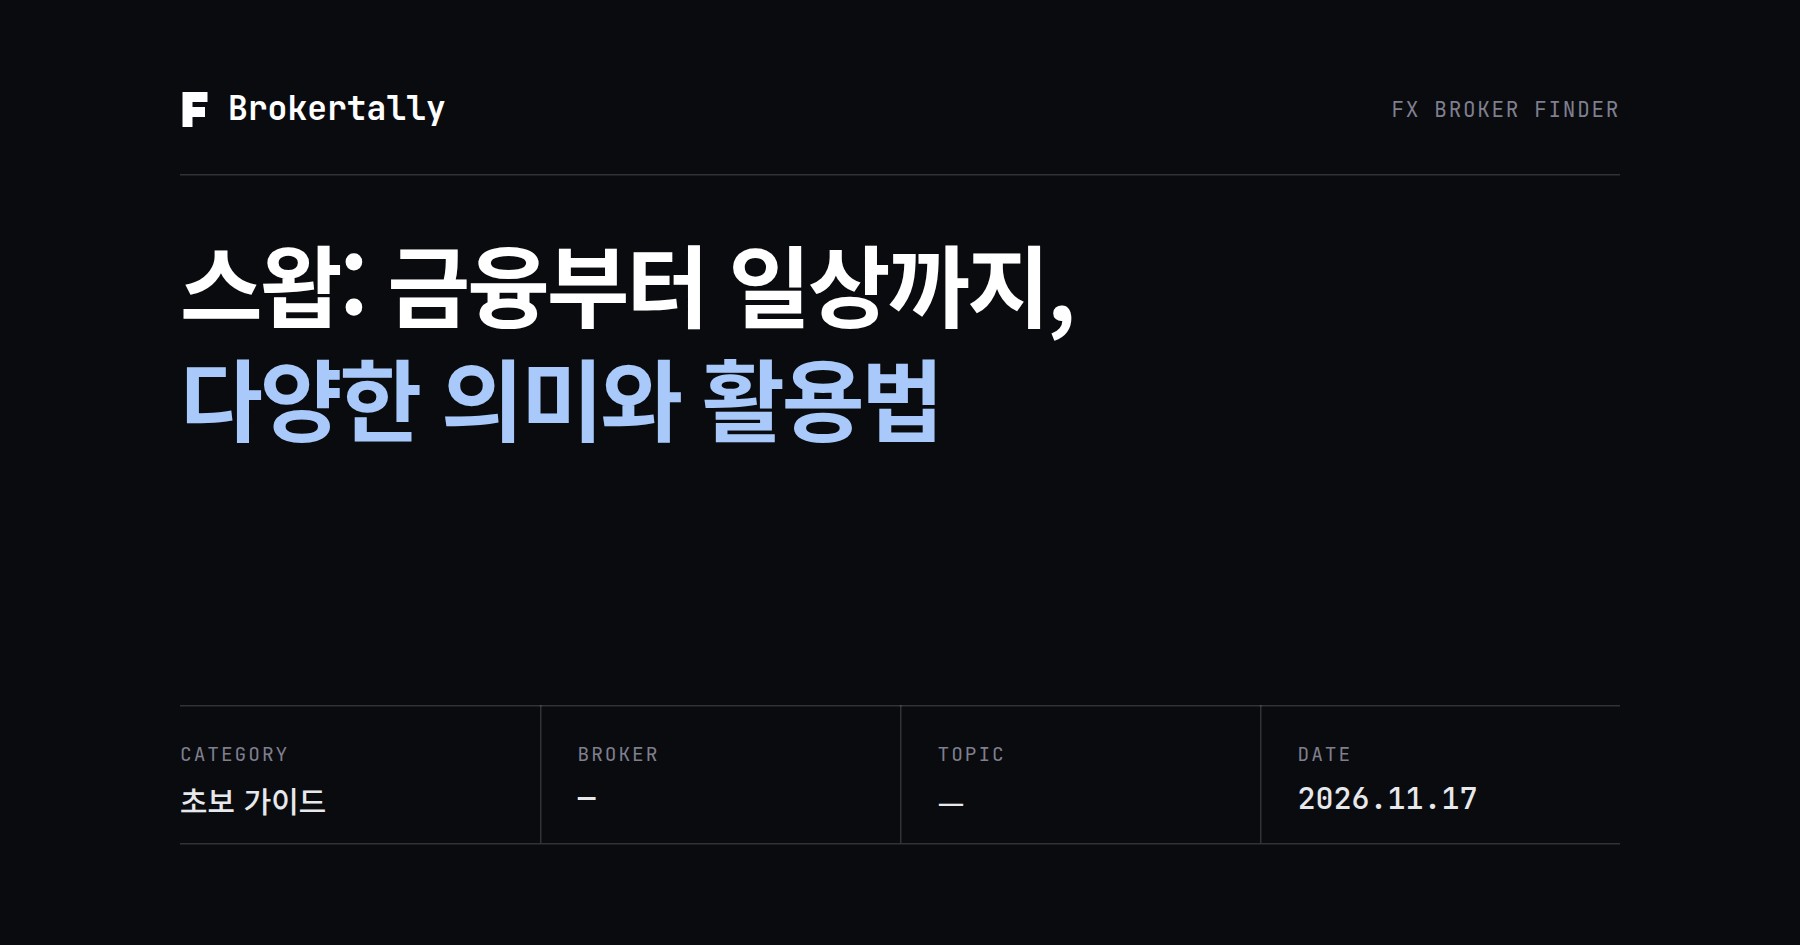 Brokertally
FX BROKER FINDER
스왑: 금융부터 일상까지,
다양한 의미와 활용법
CATEGORY
초보 가이드
BROKER
—
TOPIC
—
DATE
2026.11.17